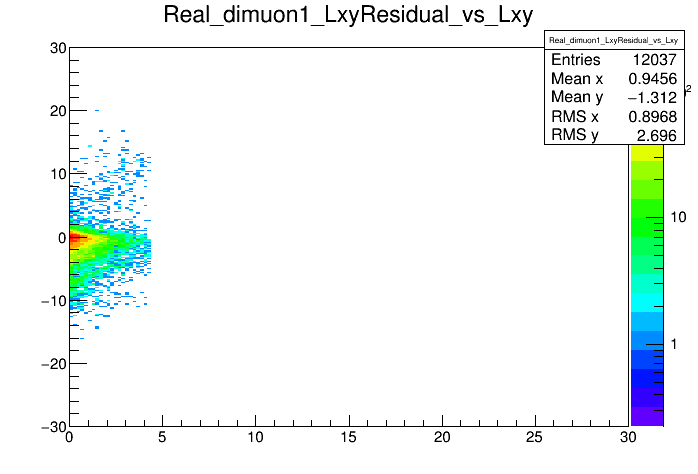 Real_dimuon1_LxyResidual_vs_Lxy
Real_dimuon1_LxyResidual_vs_Lxy
Entries 12037
Mean x 0.9456
Mean y −1.312
RMS x 0.8968
RMS y 2.696
2
30
20
10
0
−10
−20
−30
0 5 10 15 20 25 30
10
1